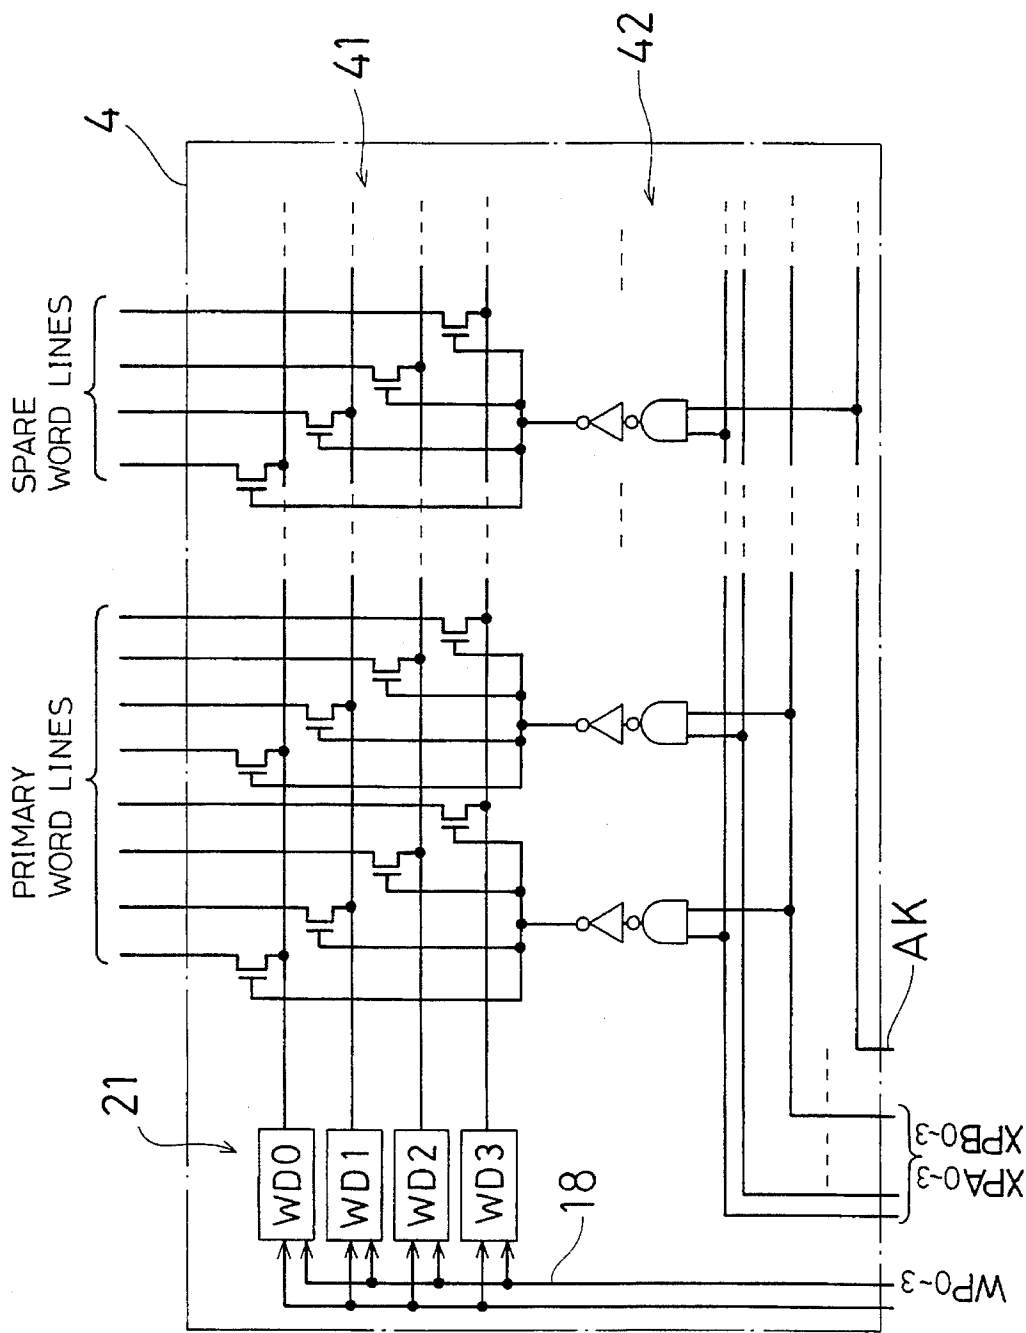 4
41
42
SPARE
WORD LINES
PRIMARY
WORD LINES
21
WD0
WD1
WD2
WD3
18
AK
WP0~3
XPA0~3
XPB0~3